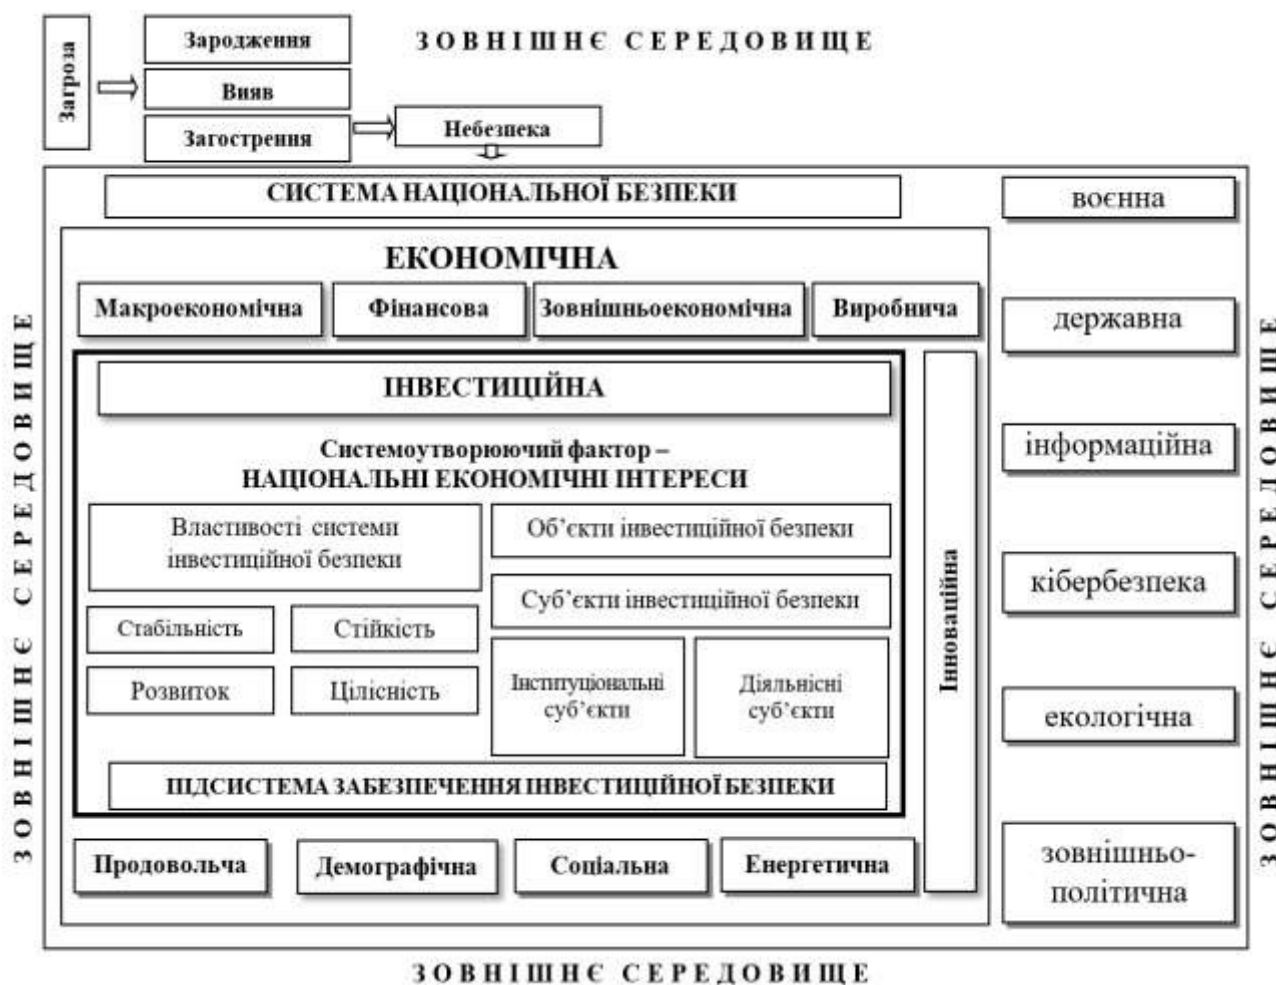 Загроза
Зародження
Вияв
Загострення
Небезпека
ЗОВНІШНЄ СЕРЕДОВИЩЕ
СИСТЕМА НАЦІОНАЛЬНОЇ БЕЗПЕКИ
ЕКОНОМІЧНА
Макроекономічна
Фінансова
Зовнішньоекономічна
Виробнича
ІНВЕСТИЦІЙНА
Системоутворюючий фактор –
НАЦІОНАЛЬНІ ЕКОНОМІЧНІ ІНТЕРЕСИ
Властивості системи
інвестиційної безпеки
Стабільність
Стійкість
Розвиток
Цілісність
Об’єкти інвестиційної безпеки
Суб’єкти інвестиційної безпеки
Інституціональні
суб’єкти
Діяльнісні
суб’єкти
ПІДСИСТЕМА ЗАБЕЗПЕЧЕННЯ ІНВЕСТИЦІЙНОЇ БЕЗПЕКИ
Інноваційна
Продовольча
Демографічна
Соціальна
Енергетична
воєнна
державна
інформаційна
кібербезпека
екологічна
зовнішньо-
політична
ЗОВНІШНЄ СЕРЕДОВИЩЕ
ЗОВНІШНЄ СЕРЕДОВИЩЕ
ЗОВНІШНЄ СЕРЕДОВИЩЕ